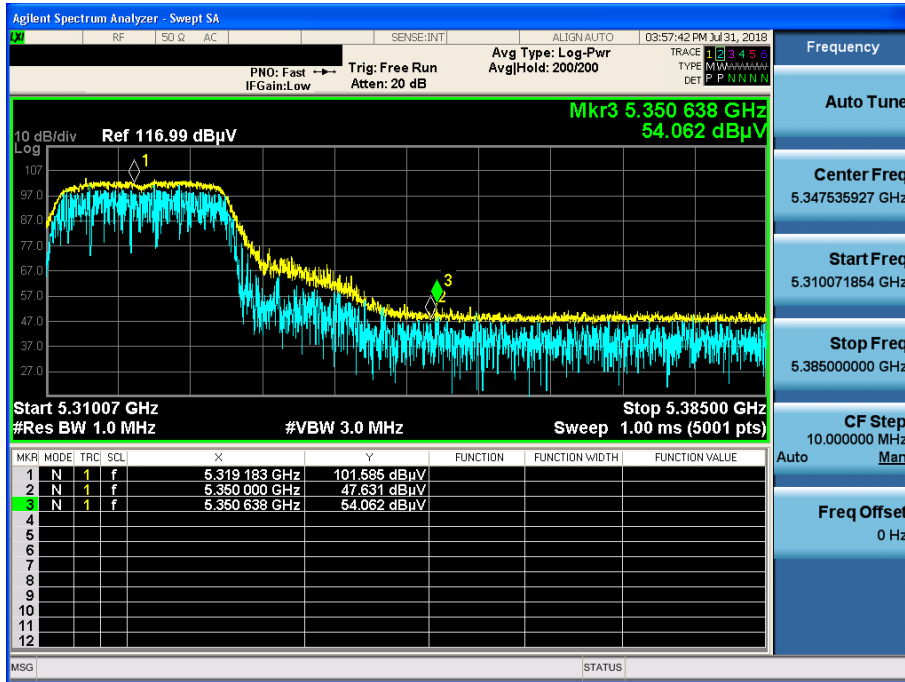 Agilent Spectrum Analyzer - Swept SA
LXI RF 50 Ω AC SENSE:INT ALIGN AUTO 03:57:42 PM Jul 31, 2018
Frequency
PNO: Fast Trig: Free Run Avg Type: Log-Pwr TRACE 1 2 3 4 5 6
IFGain:Low Atten: 20 dB Avg|Hold: 200/200 TYPE M W
DET P P N N N N
Auto Tune
Mkr3 5.350 638 GHz
10 dB/div Ref 116.99 dBµV 54.062 dBµV
Log
107
97.0
87.0
77.0
67.0
57.0
47.0
37.0
27.0
1
3
2
Start 5.31007 GHz Stop 5.38500 GHz
#Res BW 1.0 MHz #VBW 3.0 MHz Sweep 1.00 ms (5001 pts)
Center Freq
5.347535927 GHz
Start Freq
5.310071854 GHz
Stop Freq
5.385000000 GHz
CF Step
10.000000 MHz
Auto Man
Freq Offset
0 Hz
MKR MODE TRC SCL X Y FUNCTION FUNCTION WIDTH FUNCTION VALUE
1 N 1 f 5.319 183 GHz 101.585 dBµV
2 N 1 f 5.350 000 GHz 47.631 dBµV
3 N 1 f 5.350 638 GHz 54.062 dBµV
4
5
6
7
8
9
10
11
12
MSG STATUS